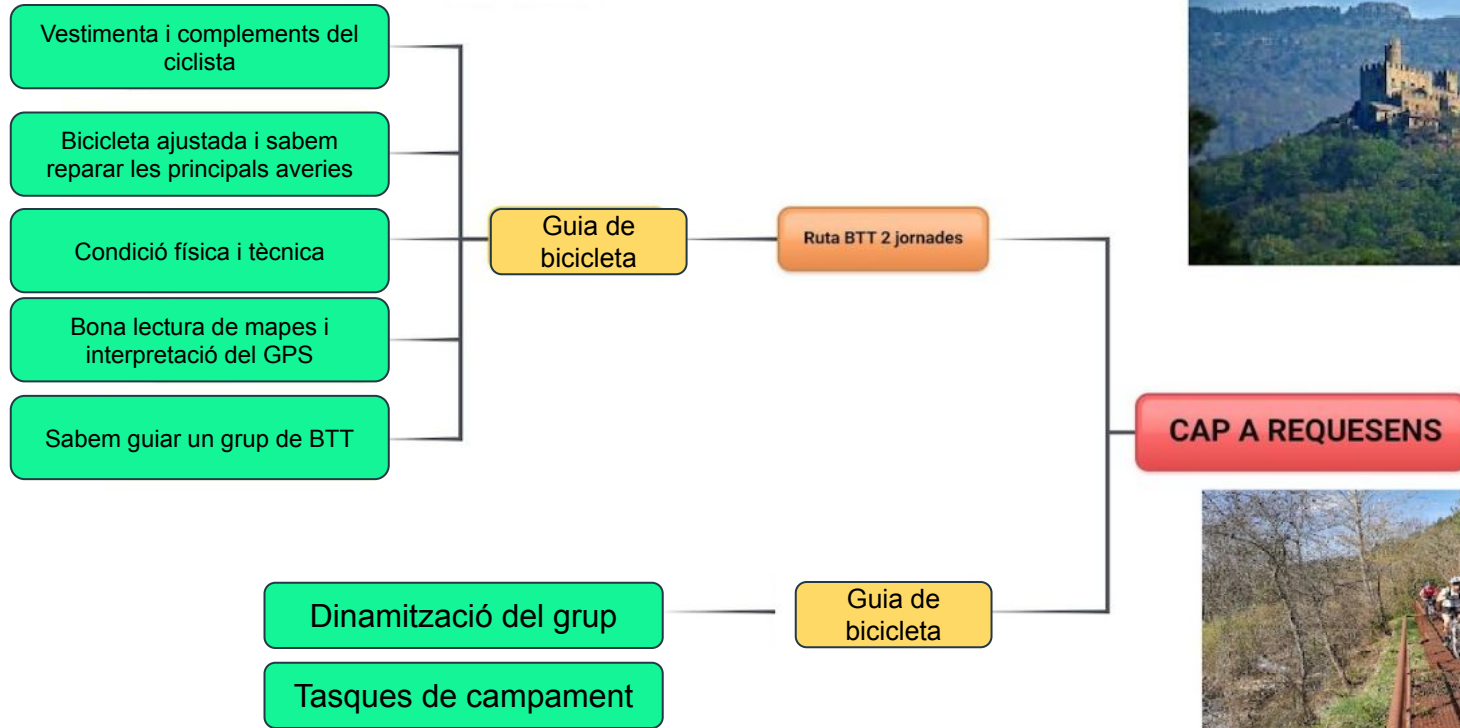 Vestimenta i complements del
ciclista
Bicicleta ajustada i sabem
reparar les principals averies
Condició física i tècnica
Bona lectura de mapes i
interpretació del GPS
Sabem guiar un grup de BTT
Guia de
bicicleta
Ruta BTT 2 jornades
CAP A REQUESENS
Dinamització del grup
Tasques de campament
Guia de
bicicleta